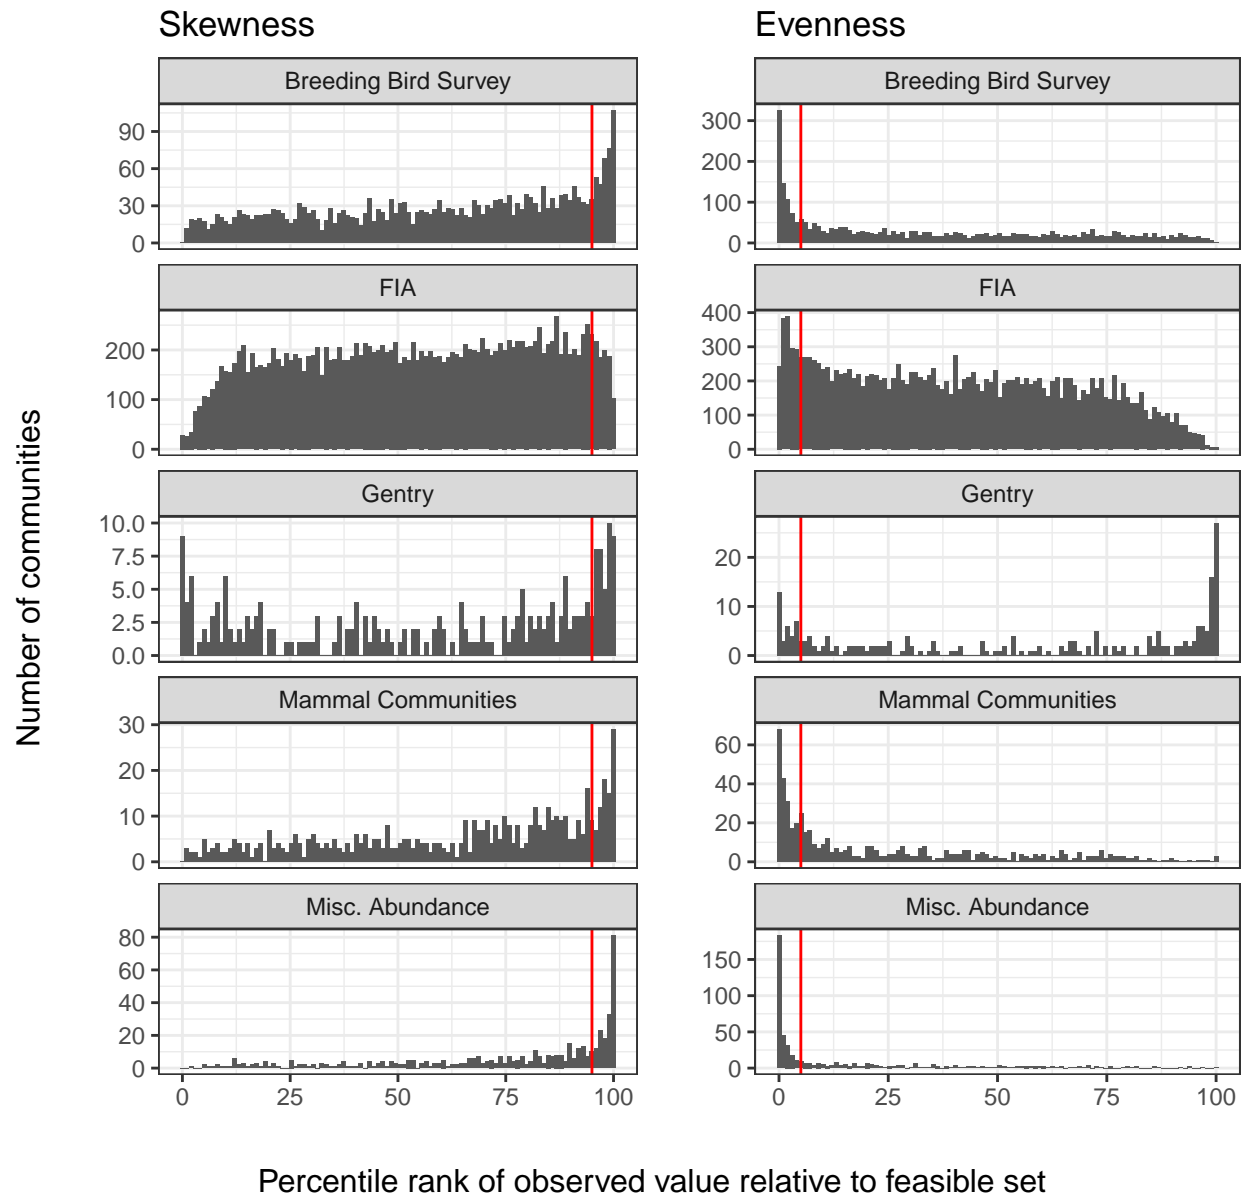 Skewness
Evenness
Breeding Bird Survey
Breeding Bird Survey
90
60
30
0
300
200
100
0
FIA
FIA
200
100
0
400
300
200
100
0
Gentry
Gentry
10.0
7.5
5.0
2.5
0.0
20
10
0
Mammal Communities
Mammal Communities
30
20
10
0
60
40
20
0
Misc. Abundance
Misc. Abundance
80
60
40
20
0
150
100
50
0
0 25 50 75 100
0 25 50 75 100
Number of communities
Percentile rank of observed value relative to feasible set